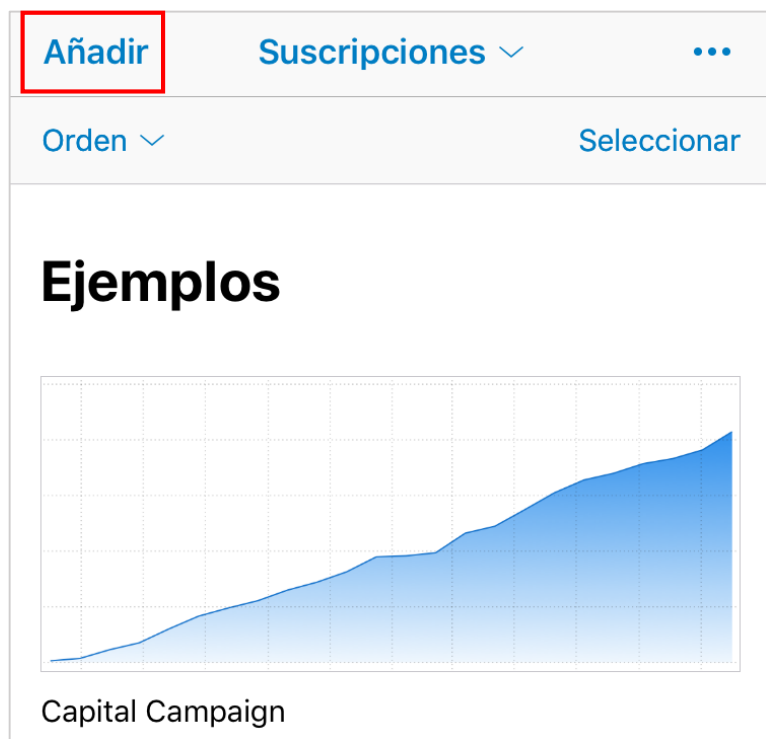 Añadir Suscripciones
Orden Seleccionar
Ejemplos
Capital Campaign